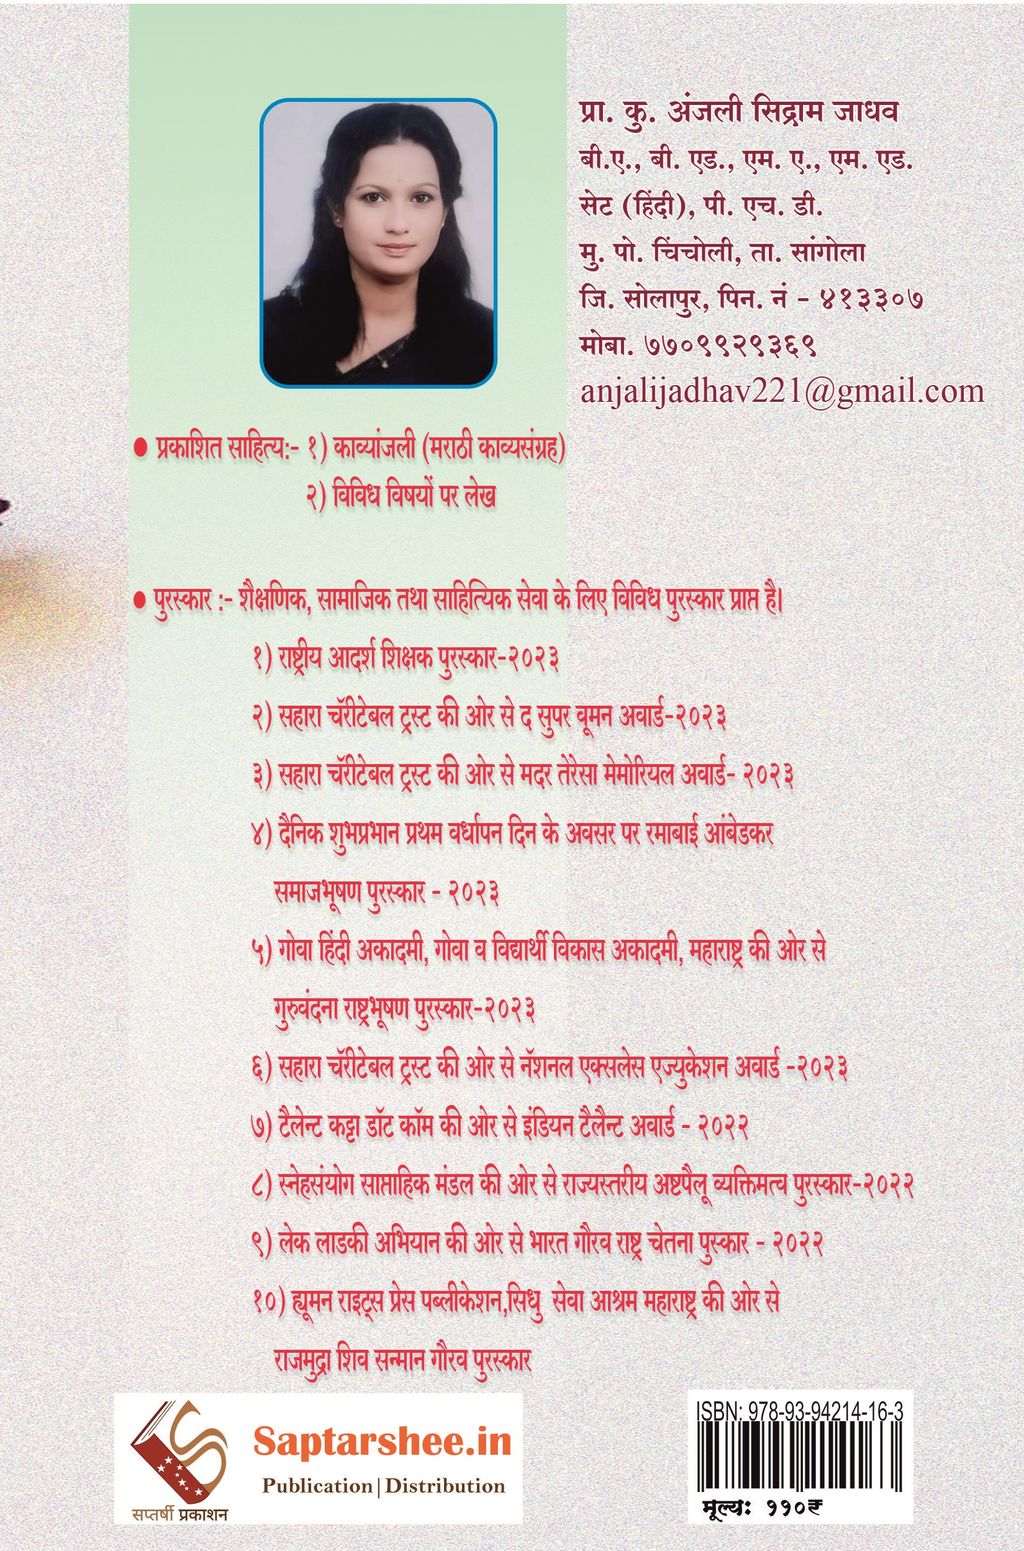 प्रा. कु. अंजली सिद्राम जाधव
बी.ए., बी. एड., एम. ए., एम. एड.
सेट (हिंदी), पी. एच. डी.
मु. पो. चिंचोली, ता. सांगोला
जि. सोलापुर, पिन. नं - ४१३३०७
मोबा. ७७०९९२९३६९
anjalijadhav221@gmail.com
● प्रकाशित साहित्य:- १) काव्यांजली (मराठी काव्यसंग्रह)
२) विविध विषयों पर लेख
● पुरस्कार :- शैक्षणिक, सामाजिक तथा साहित्यिक सेवा के लिए विविध पुरस्कार प्राप्त है।
१) राष्ट्रीय आदर्श शिक्षक पुरस्कार-२०२३
२) सहारा चॅरीटेबल ट्रस्ट की ओर से द सुपर वूमन अवार्ड-२०२३
३) सहारा चॅरीटेबल ट्रस्ट की ओर से मदर तेरेसा मेमोरियल अवार्ड- २०२३
४) दैनिक शुभप्रभान प्रथम वर्धापन दिन के अवसर पर रमाबाई आंबेडकर
समाजभूषण पुरस्कार - २०२३
५) गोवा हिंदी अकादमी, गोवा व विद्यार्थी विकास अकादमी, महाराष्ट्र की ओर से
गुरुवंदना राष्ट्रभूषण पुरस्कार-२०२३
६) सहारा चॅरीटेबल ट्रस्ट की ओर से नॅशनल एक्सलेस एज्युकेशन अवार्ड -२०२३
७) टैलेन्ट कट्टा डॉट कॉम की ओर से इंडियन टैलैन्ट अवार्ड - २०२२
८) स्नेहसंयोग साप्ताहिक मंडल की ओर से राज्यस्तरीय अष्टपैलू व्यक्तिमत्च पुरस्कार-२०२२
९) लेक लाडकी अभियान की ओर से भारत गौरव राष्ट्र चेतना पुस्कार - २०२२
१०) ह्यूमन राइट्स प्रेस पब्लीकेशन,सिधु सेवा आश्रम महाराष्ट्र की ओर से
राजमुद्रा शिव सन्मान गौरव पुरस्कार
Saptarshee.in
Publication|Distribution
सप्तर्षी प्रकाशन
ISBN: 978-93-94214-16-3
मूल्य: ११०₹